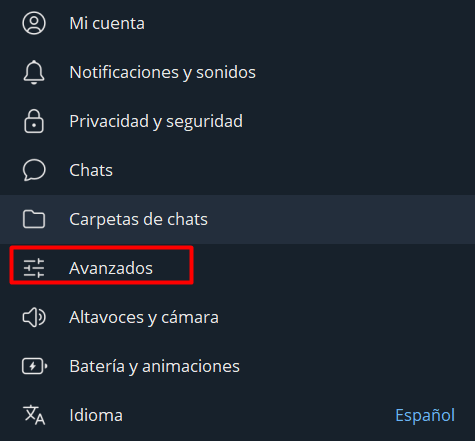 Mi cuenta
Notificaciones y sonidos
Privacidad y seguridad
Chats
Carpetas de chats
Avanzados
Altavoces y cámara
Batería y animaciones
Idioma Español